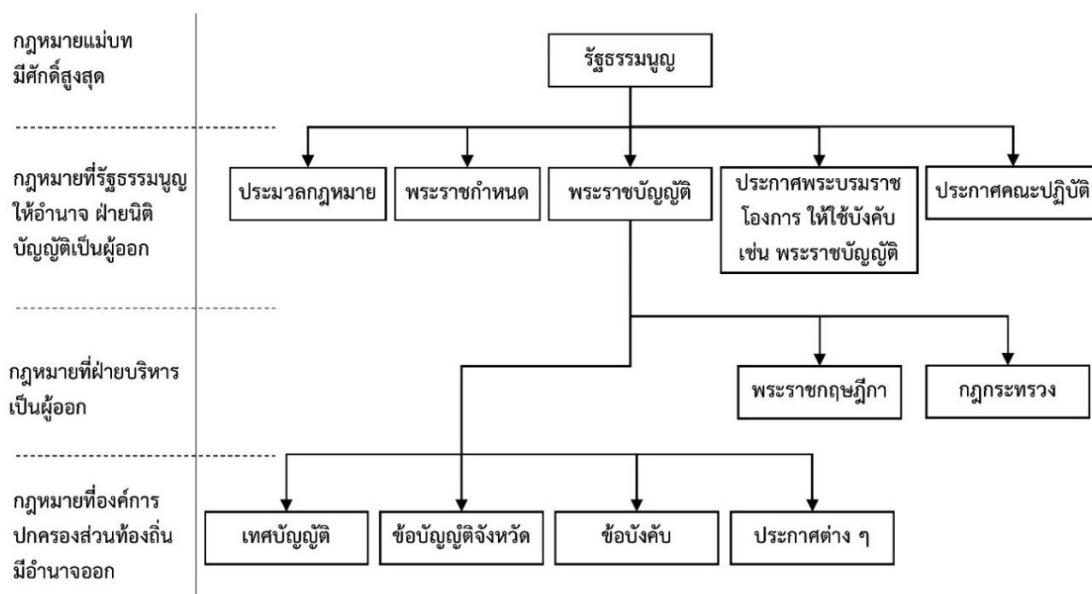 กฎหมายแม่บท
มีศักดิ์สูงสุด
รัฐธรรมนูญ
กฎหมายที่รัฐธรรมนูญ
ให้อำนาจ ฝ่ายนิติ
บัญญัติเป็นผู้ออก
ประมวลกฎหมาย
พระราชกำหนด
พระราชบัญญัติ
ประกาศพระบรมราช
โองการ ให้ใช้บังคับ
เช่น พระราชบัญญัติ
ประกาศคณะปฏิบัติ
กฎหมายที่ฝ่ายบริหาร
เป็นผู้ออก
พระราชกฤษฎีกา
กฎกระทรวง
กฎหมายที่องค์การ
ปกครองส่วนท้องถิ่น
มีอำนาจออก
เทศบัญญัติ
ข้อบัญญํติจังหวัด
ข้อบังคับ
ประกาศต่าง ๆ